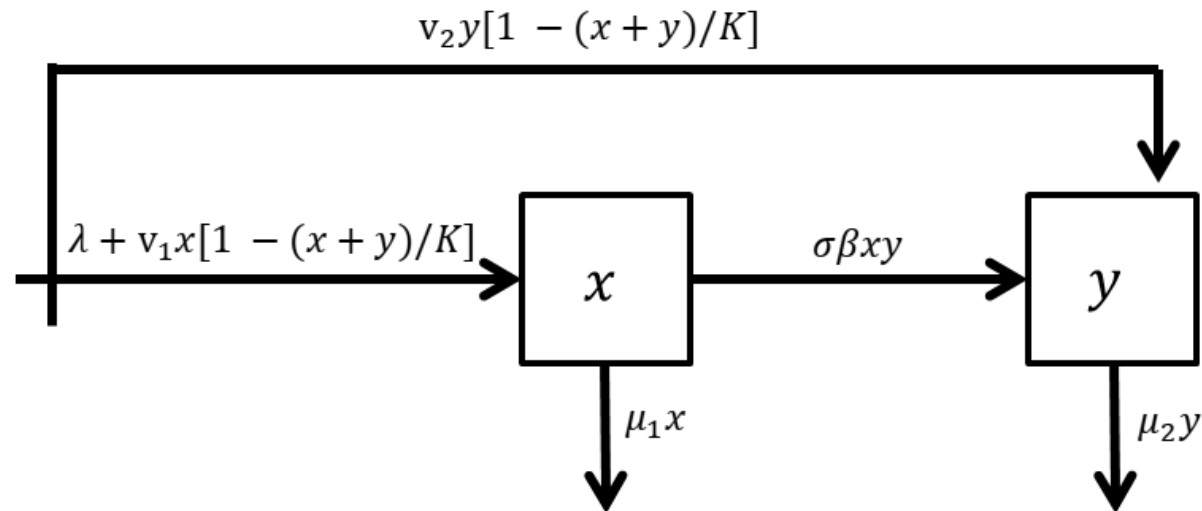 v₂y[1 − (x + y)/K]
λ + v₁x[1 − (x + y)/K]
x
σβxy
y
μ₁x
μ₂y